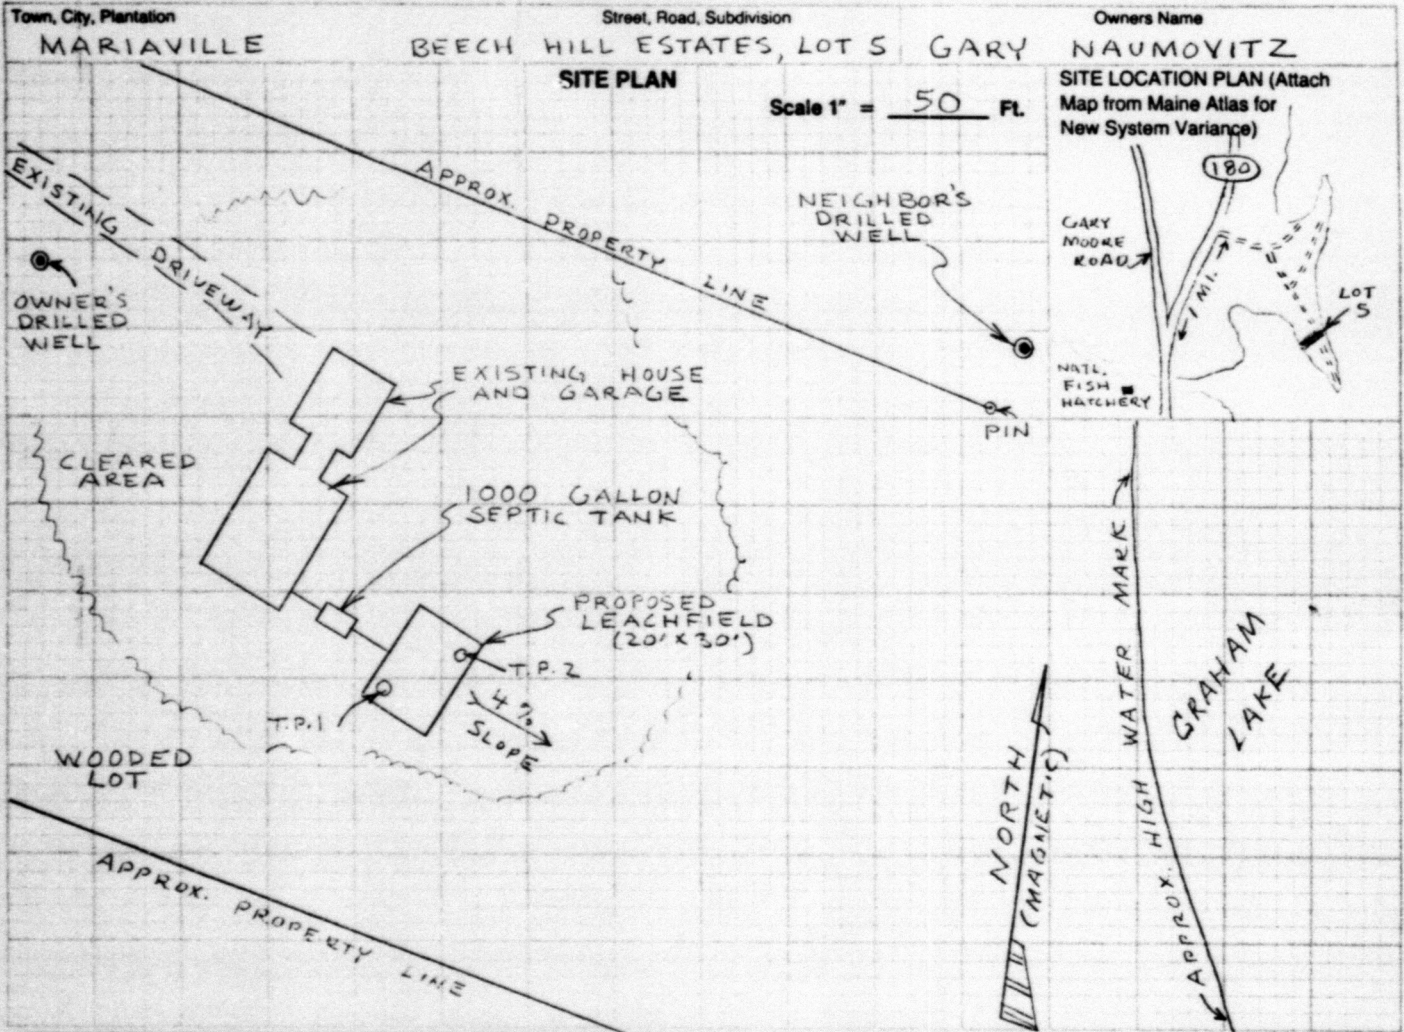 Town, City, Plantation
Street, Road, Subdivision
Owners Name
MARIAVILLE
BEECH HILL ESTATES, LOT 5
GARY NAUMOVITZ
SITE PLAN
Scale 1" = 50 Ft.
SITE LOCATION PLAN (Attach
Map from Maine Atlas for
New System Variance)
180
GARY
MOORE
ROAD
1 MI.
LOT
5
NATL.
FISH
HATCHERY
EXISTING DRIVEWAY
APPROX. PROPERTY LINE
NEIGHBOR'S
DRILLED
WELL
OWNER'S
DRILLED
WELL
EXISTING HOUSE
AND GARAGE
PIN
CLEARED
AREA
1000 GALLON
SEPTIC TANK
PROPOSED
LEACHFIELD
(20' X 30')
T.P.2
T.P.1
4%
SLOPE
WOODED
LOT
APPROX. PROPERTY LINE
NORTH
(MAGNETIC)
APPROX. HIGH WATER MARK
GRAHAM
LAKE